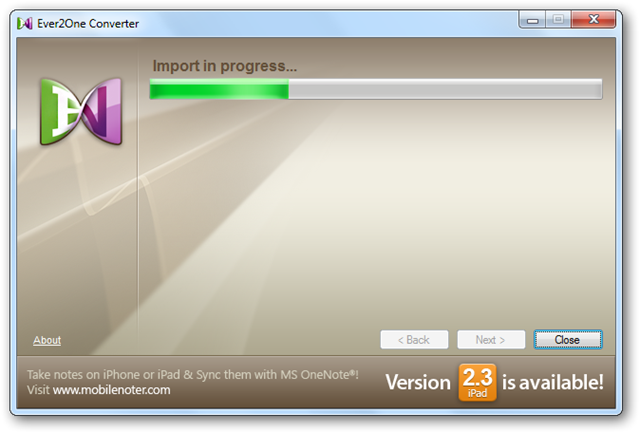 Ever2One Converter
Import in progress...
About
< Back
Next >
Close
Take notes on iPhone or iPad & Sync them with MS OneNote®!
Visit www.mobilenoter.com
Version 2.3 is available!
iPad